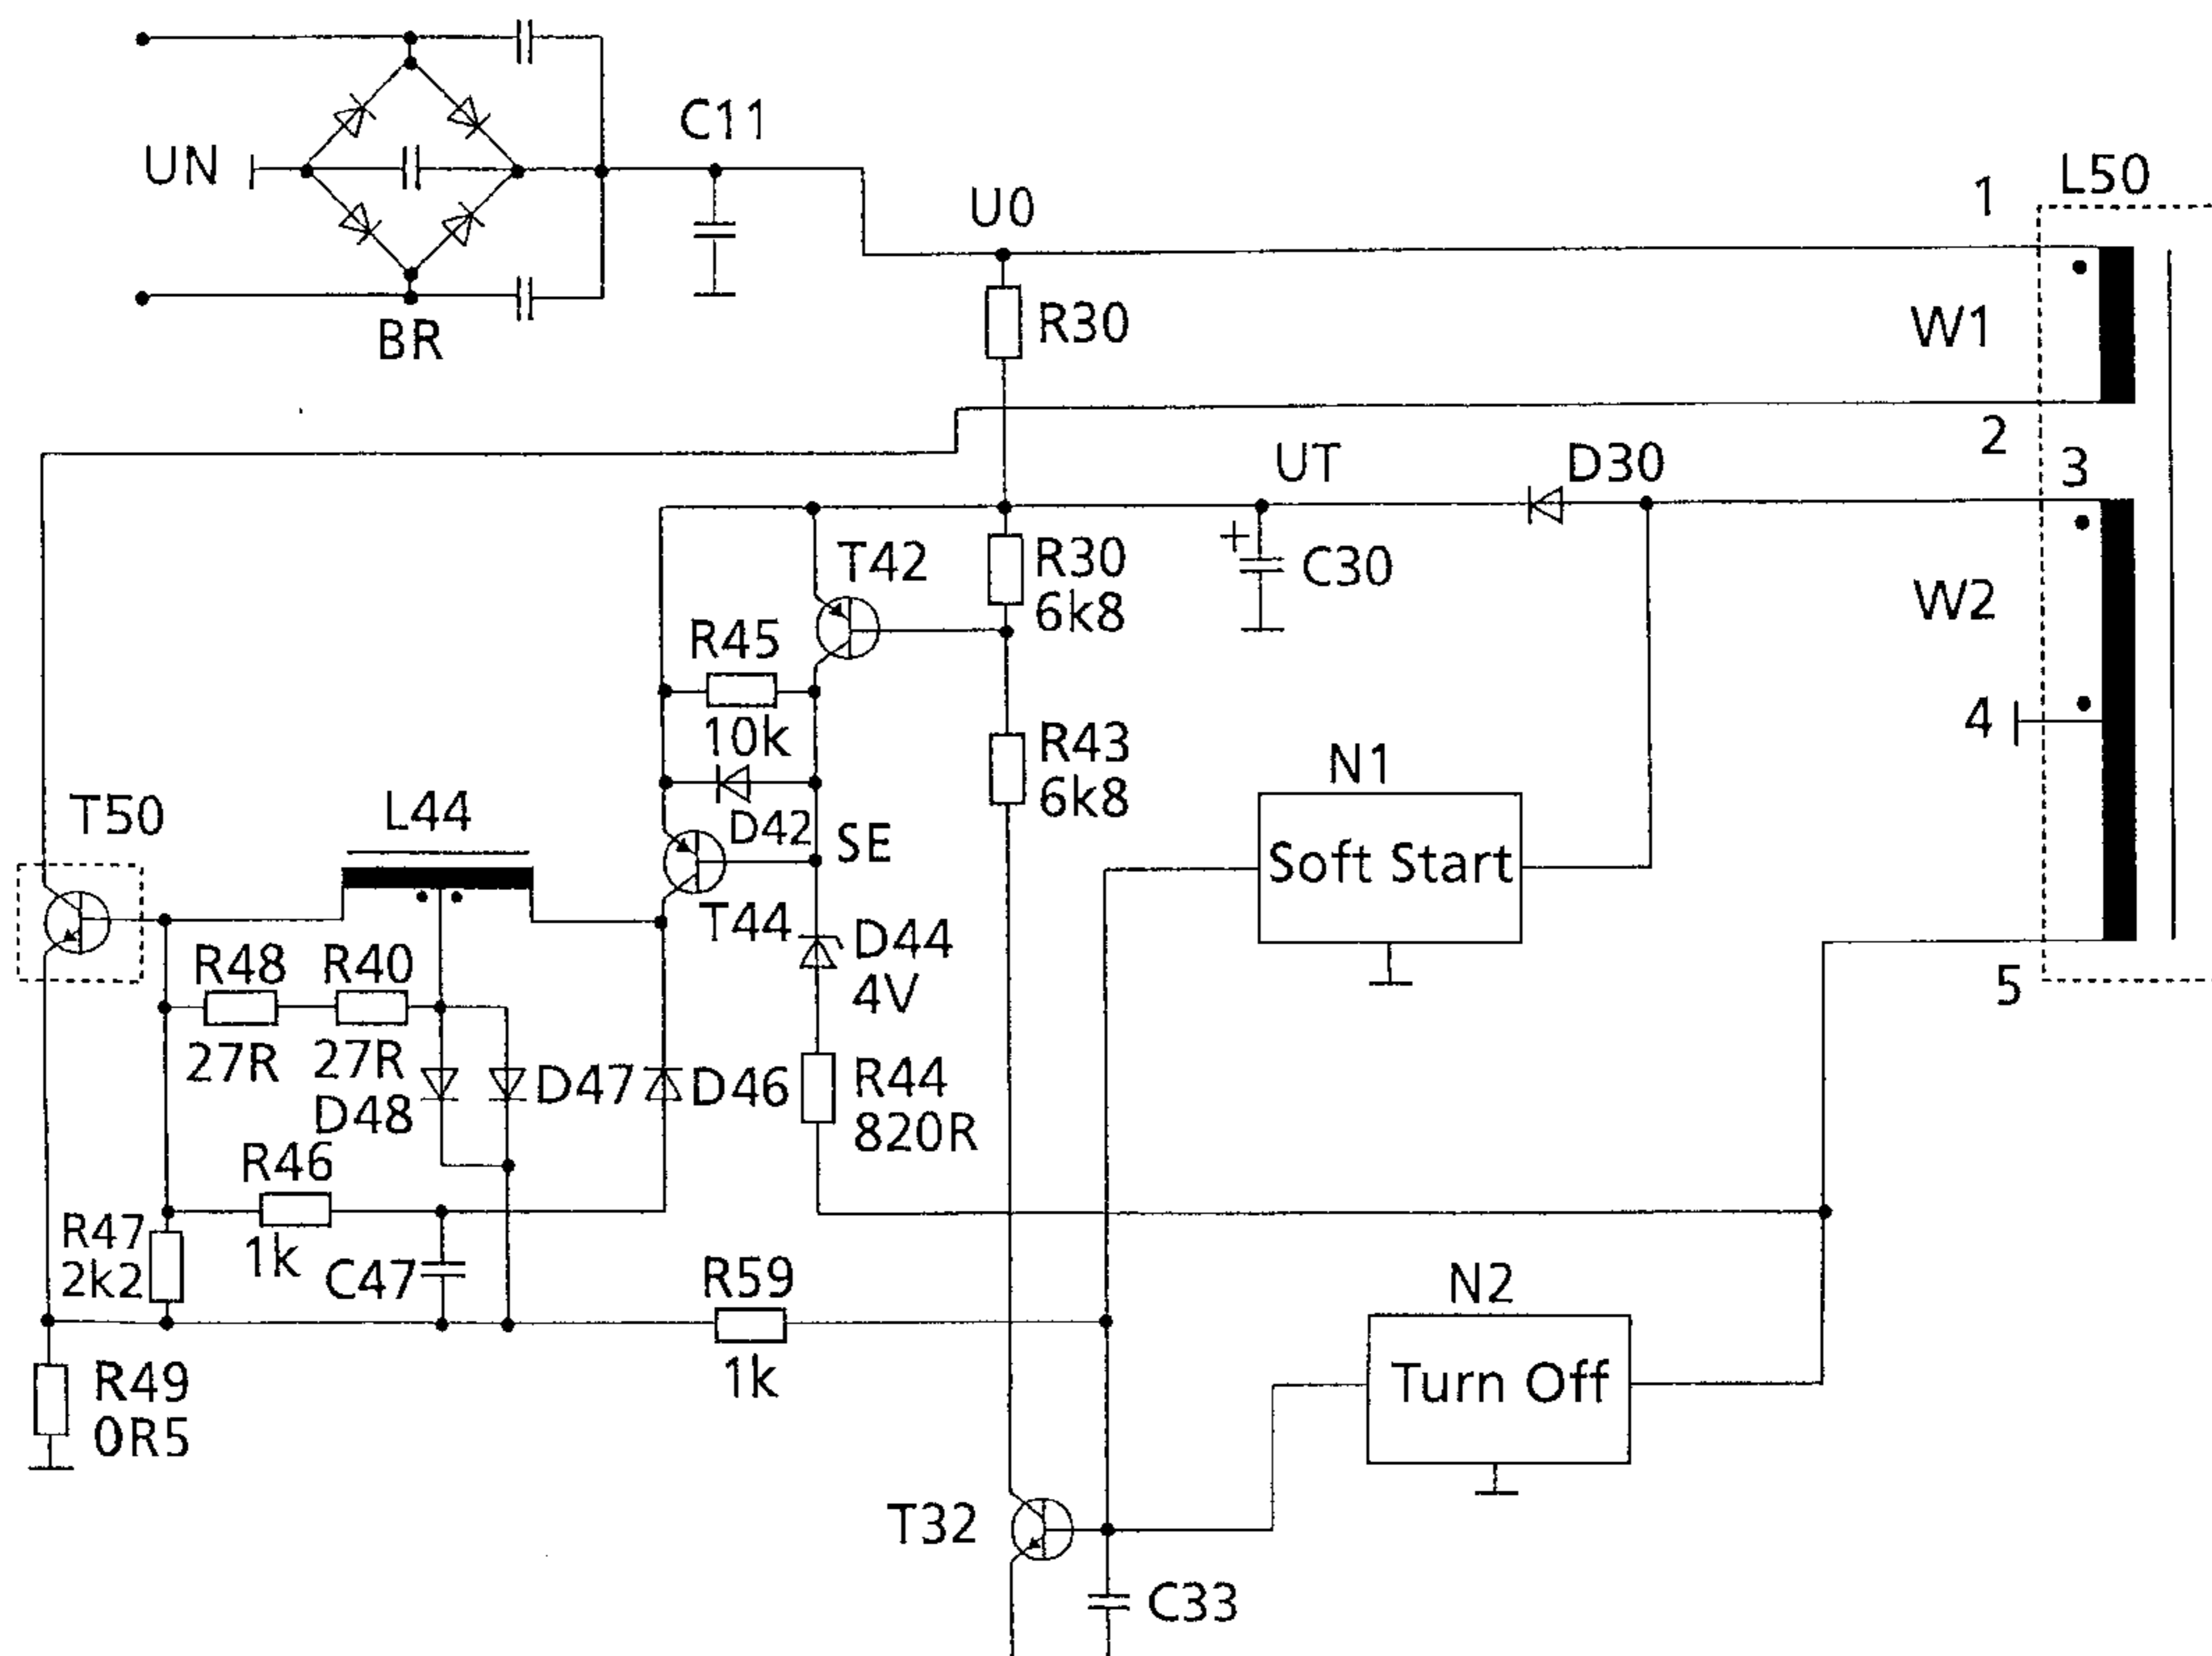 C11
UN
BR
U0
1
L50
R30
W1
2
3
UT
D30
T42
R30
6k8
+
C30
W2
R45
10k
4
R43
6k8
N1
T50
L44
D42
SE
Soft Start
T44
D44
4V
R48
R40
27R
27R
5
D48
D47
D46
R44
820R
R46
1k
R47
2k2
C47
R59
1k
N2
Turn Off
R49
0R5
T32
C33